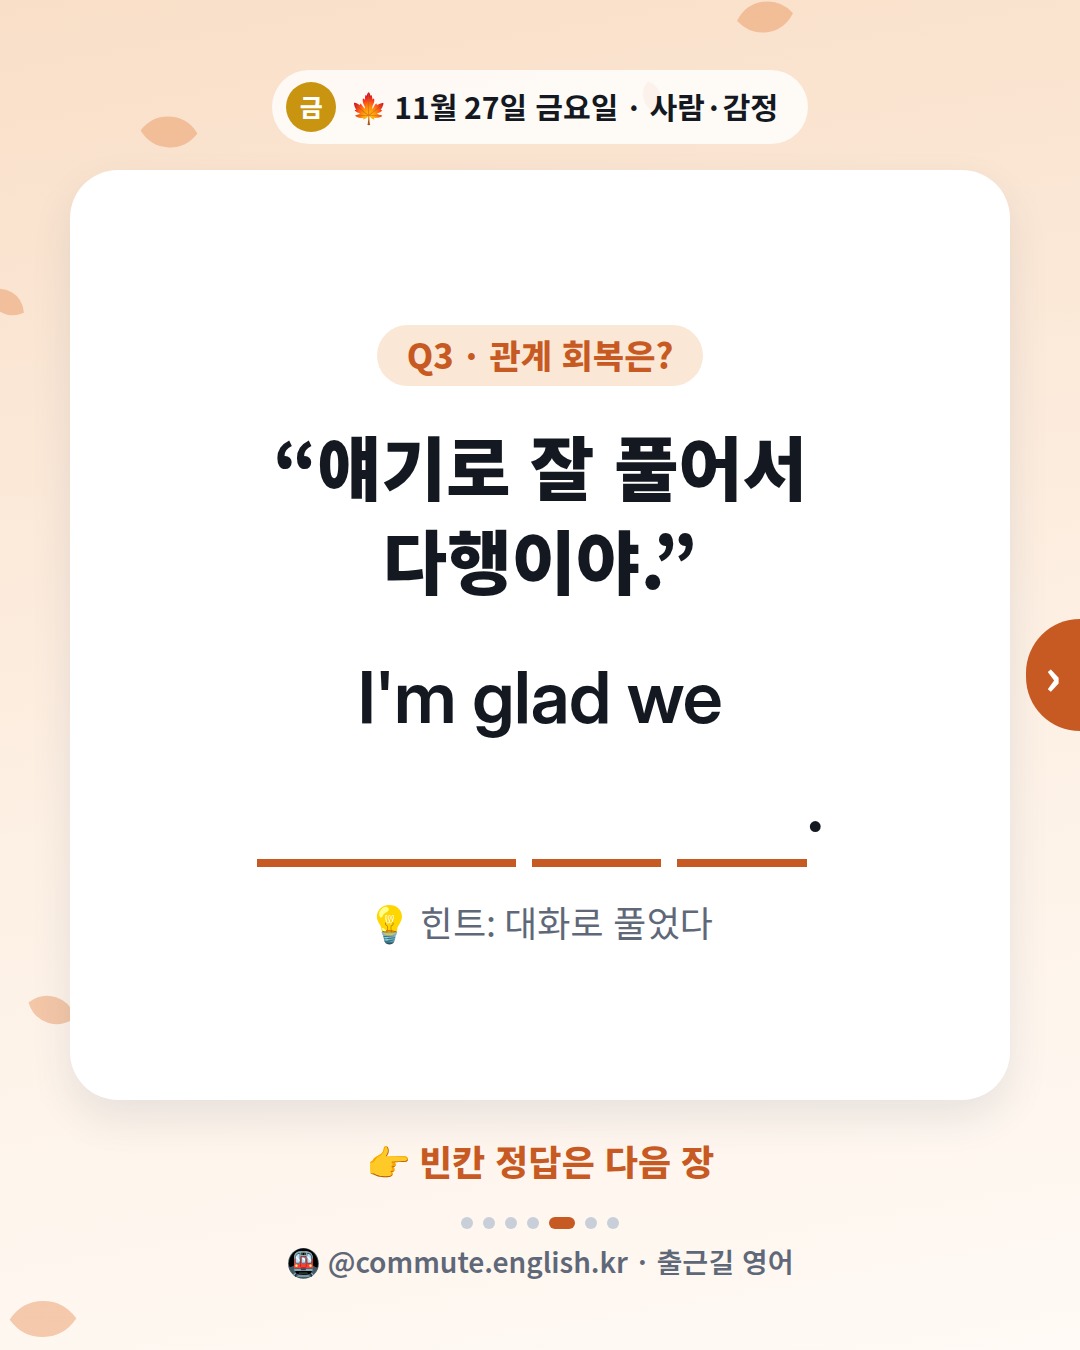 금 🍁 11월 27일 금요일 · 사람·감정
Q3 · 관계 회복은?
“얘기로 잘 풀어서
다행이야.”
I'm glad we
___ ___ ___.
💡 힌트: 대화로 풀었다
👉 빈칸 정답은 다음 장
›
🚇 @commute.english.kr · 출근길 영어